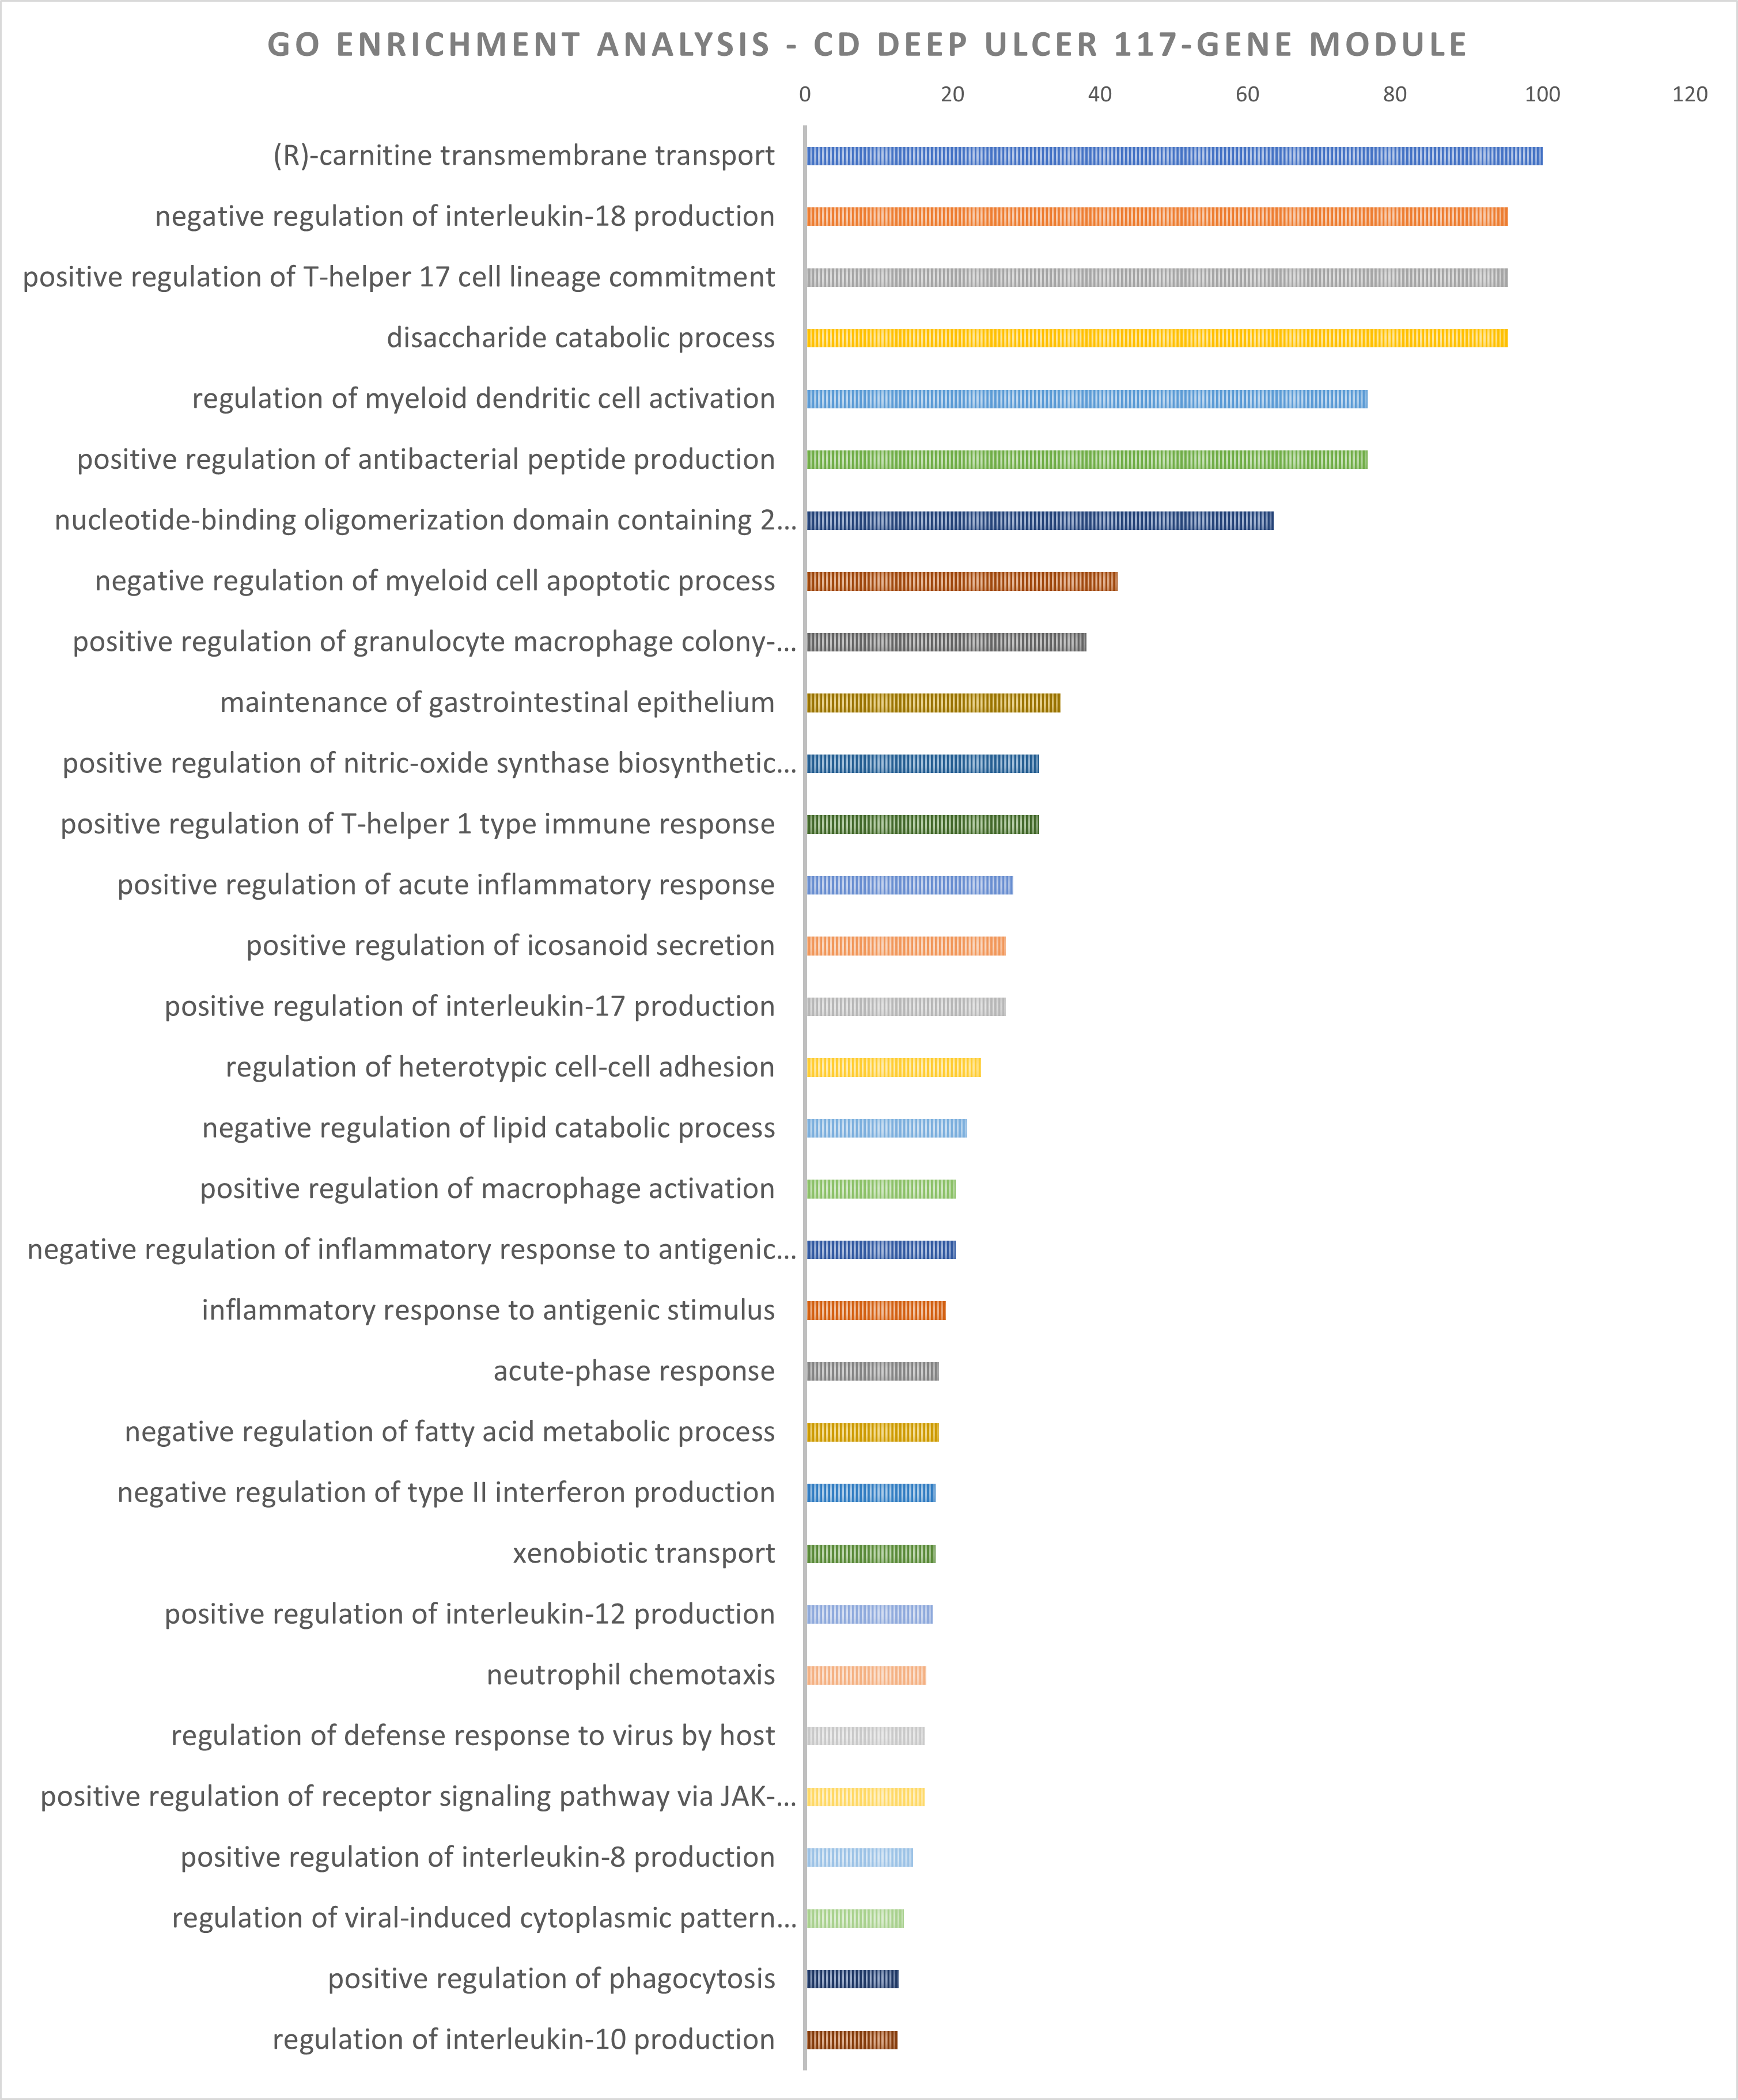 GO ENRICHMENT ANALYSIS - CD DEEP ULCER 117-GENE MODULE
0 20 40 60 80 100 120
(R)-carnitine transmembrane transport
negative regulation of interleukin-18 production
positive regulation of T-helper 17 cell lineage commitment
disaccharide catabolic process
regulation of myeloid dendritic cell activation
positive regulation of antibacterial peptide production
nucleotide-binding oligomerization domain containing 2...
negative regulation of myeloid cell apoptotic process
positive regulation of granulocyte macrophage colony-...
maintenance of gastrointestinal epithelium
positive regulation of nitric-oxide synthase biosynthetic...
positive regulation of T-helper 1 type immune response
positive regulation of acute inflammatory response
positive regulation of icosanoid secretion
positive regulation of interleukin-17 production
regulation of heterotypic cell-cell adhesion
negative regulation of lipid catabolic process
positive regulation of macrophage activation
negative regulation of inflammatory response to antigenic...
inflammatory response to antigenic stimulus
acute-phase response
negative regulation of fatty acid metabolic process
negative regulation of type II interferon production
xenobiotic transport
positive regulation of interleukin-12 production
neutrophil chemotaxis
regulation of defense response to virus by host
positive regulation of receptor signaling pathway via JAK-...
positive regulation of interleukin-8 production
regulation of viral-induced cytoplasmic pattern...
positive regulation of phagocytosis
regulation of interleukin-10 production